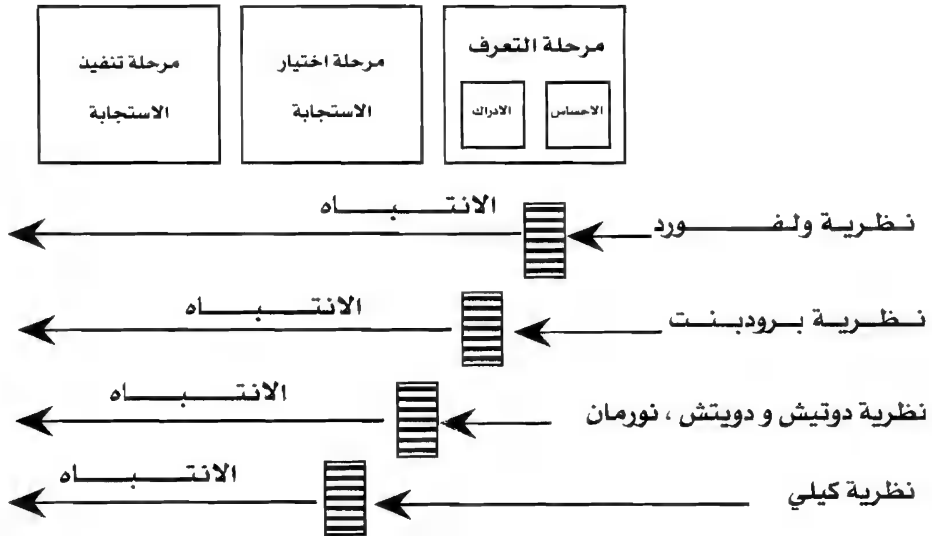 مرحلة التعرف
الاحساس
الادراك
مرحلة اختيار
الاستجابة
مرحلة تنفيذ
الاستجابة
نظرية ولفورد
الانتباه
نظرية برودبنت
الانتباه
نظرية دوتيش و دويتش ، نورمان
الانتباه
نظرية كيلي
الانتباه